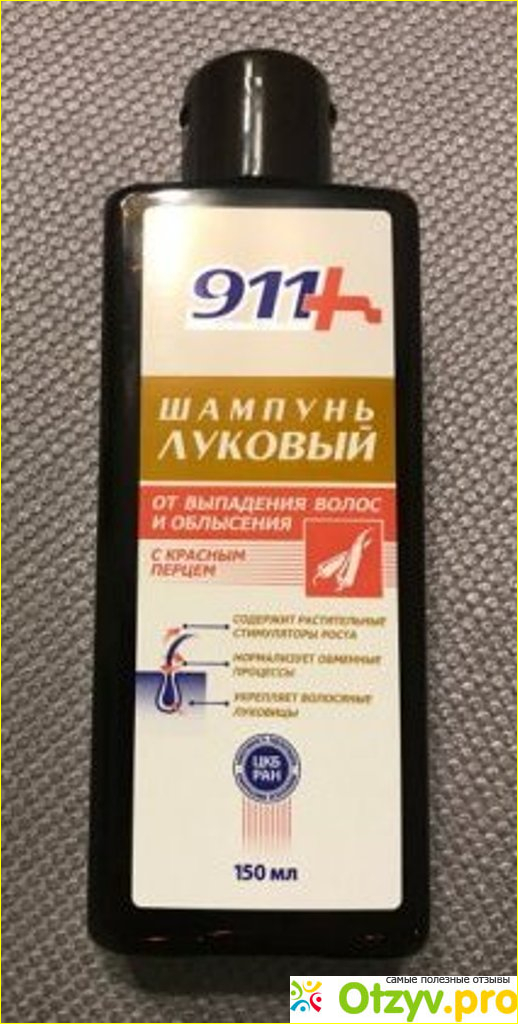 911+
ШАМПУНЬ
ЛУКОВЫЙ
ОТ ВЫПАДЕНИЯ ВОЛОС
И ОБЛЫСЕНИЯ
С КРАСНЫМ
ПЕРЦЕМ
СОДЕРЖИТ РАСТИТЕЛЬНЫЕ
СТИМУЛЯТОРЫ РОСТА
НОРМАЛИЗУЕТ ОБМЕННЫЕ
ПРОЦЕССЫ
УКРЕПЛЯЕТ ВОЛОСЯНЫЕ
ЛУКОВИЦЫ
ЦКБ
РАН
150 мл
самые полезные отзывы
Otzyv.pro